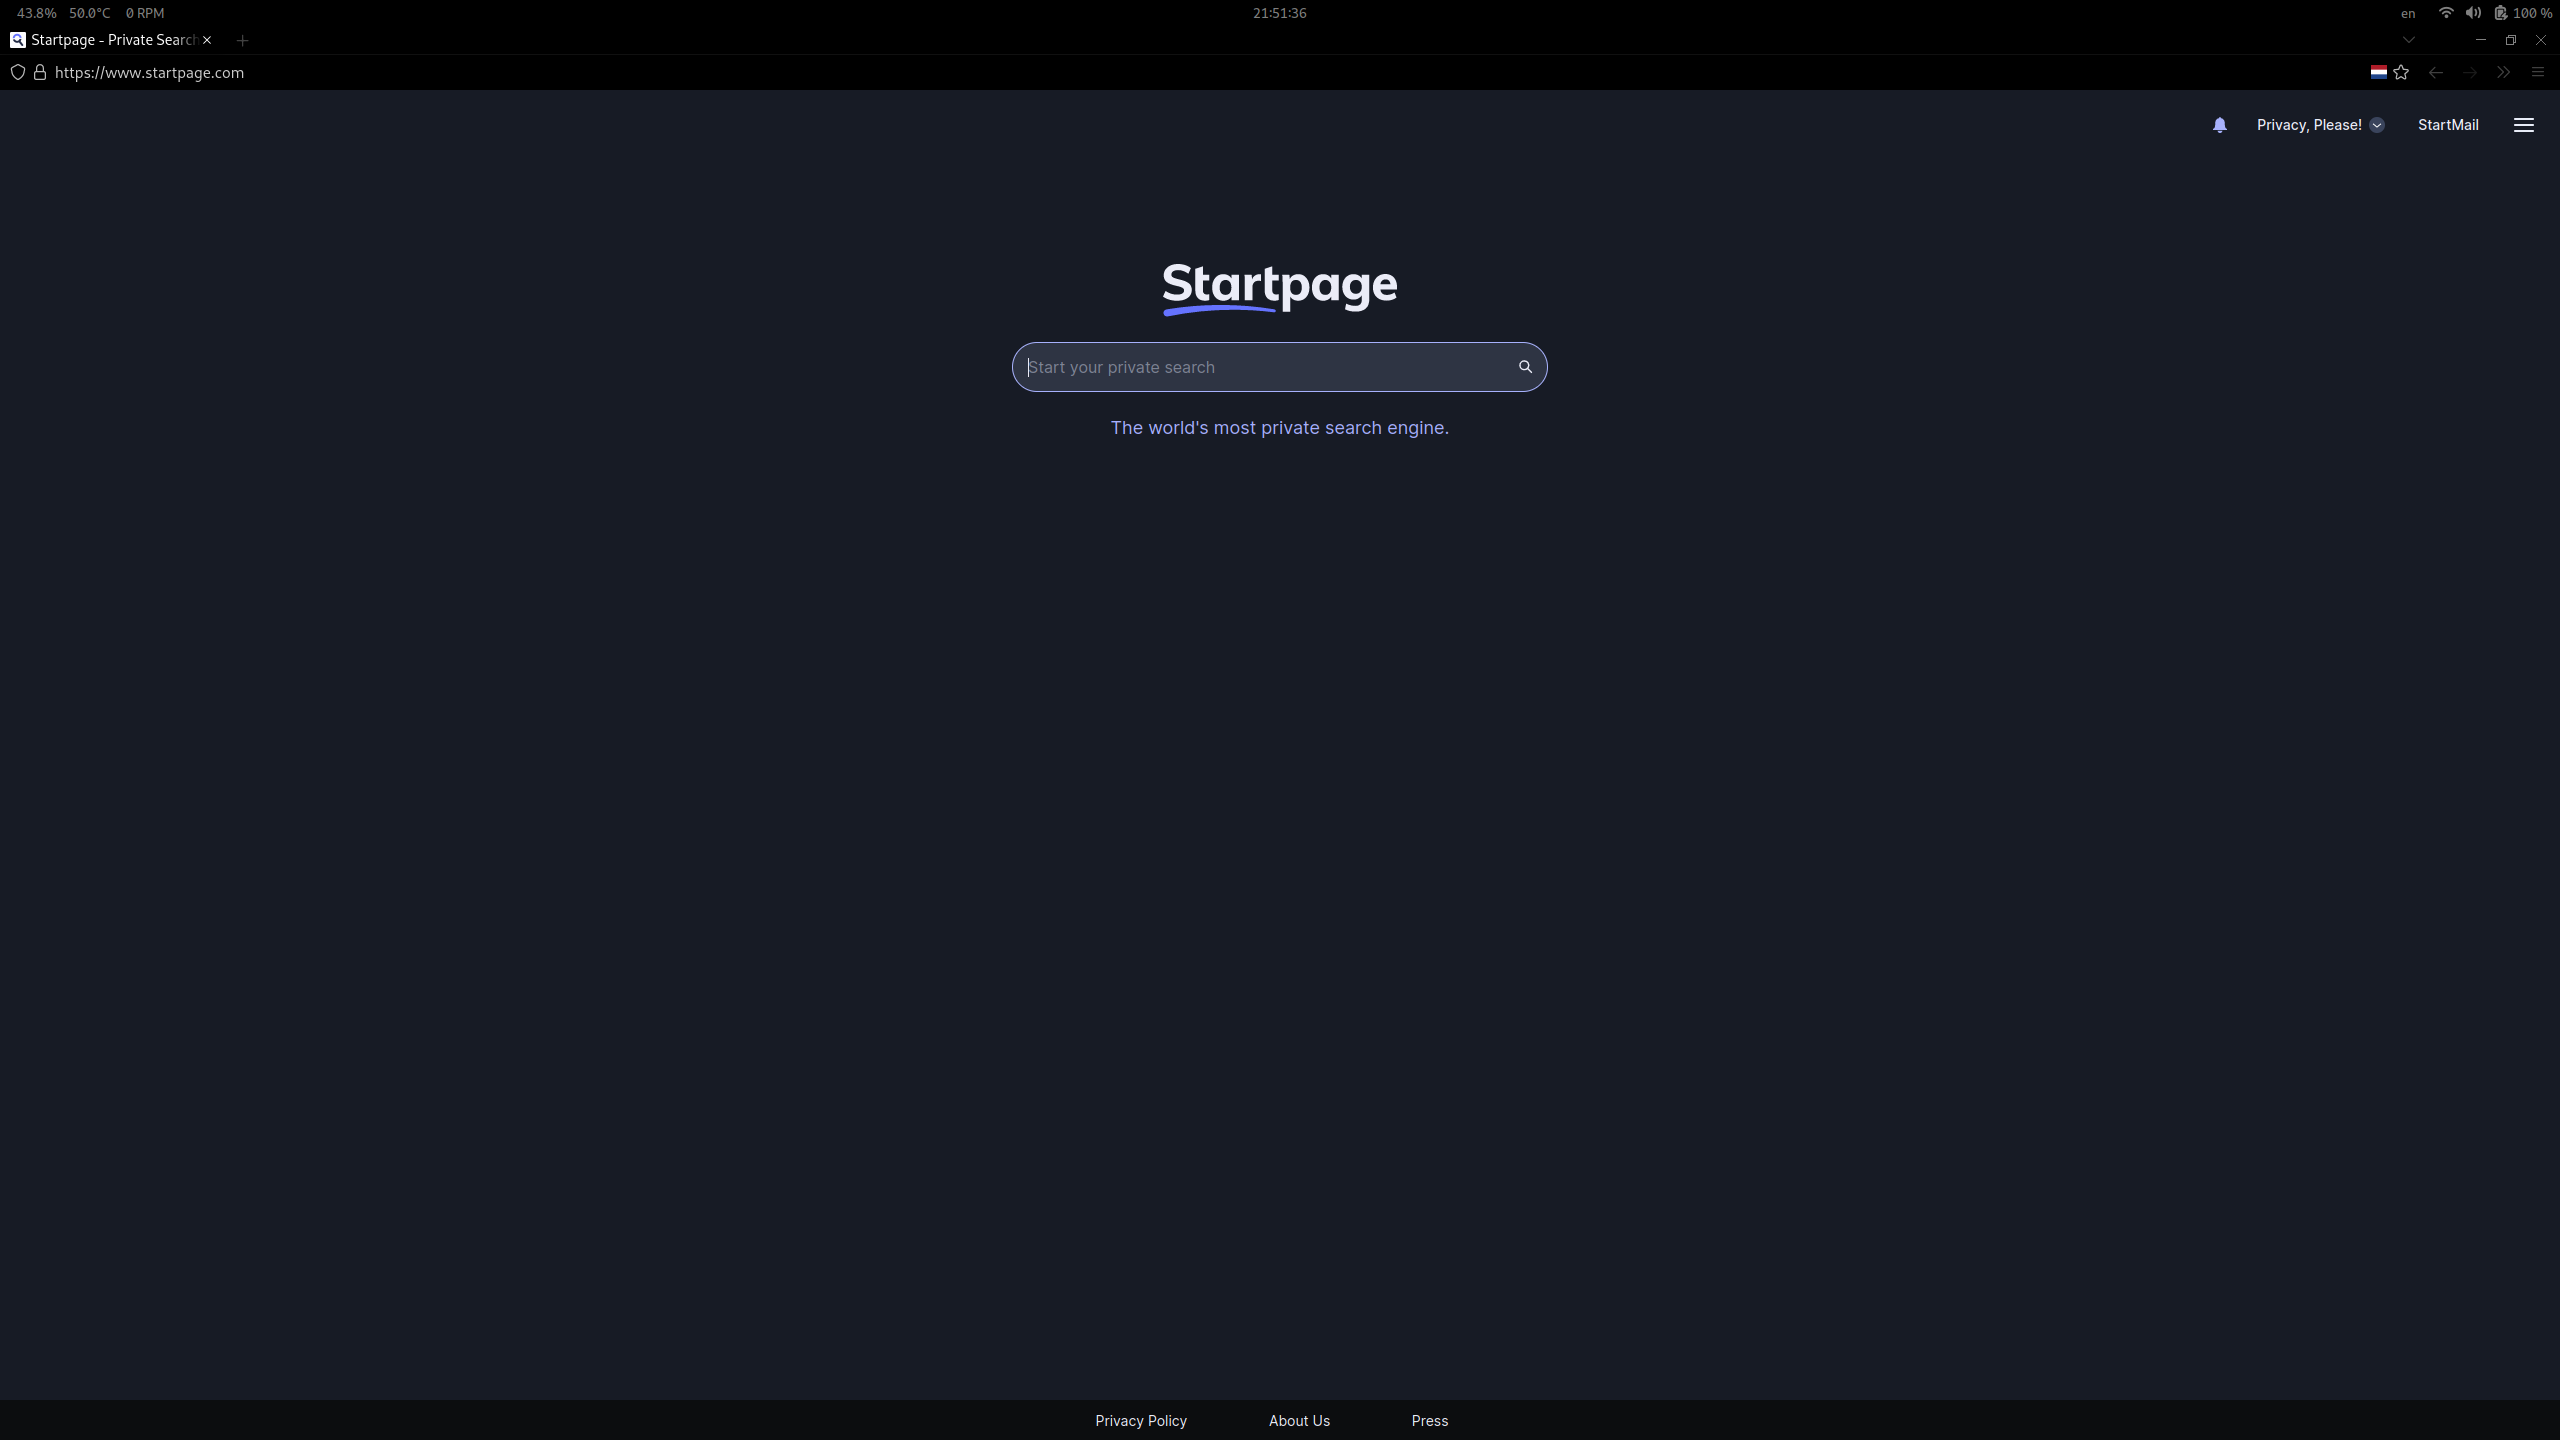 43.8% 50.0°C 0 RPM 21:51:36 en 100 %
Startpage - Private Search
https://www.startpage.com
Privacy, Please! StartMail
Startpage
Start your private search
The world's most private search engine.
Privacy Policy About Us Press